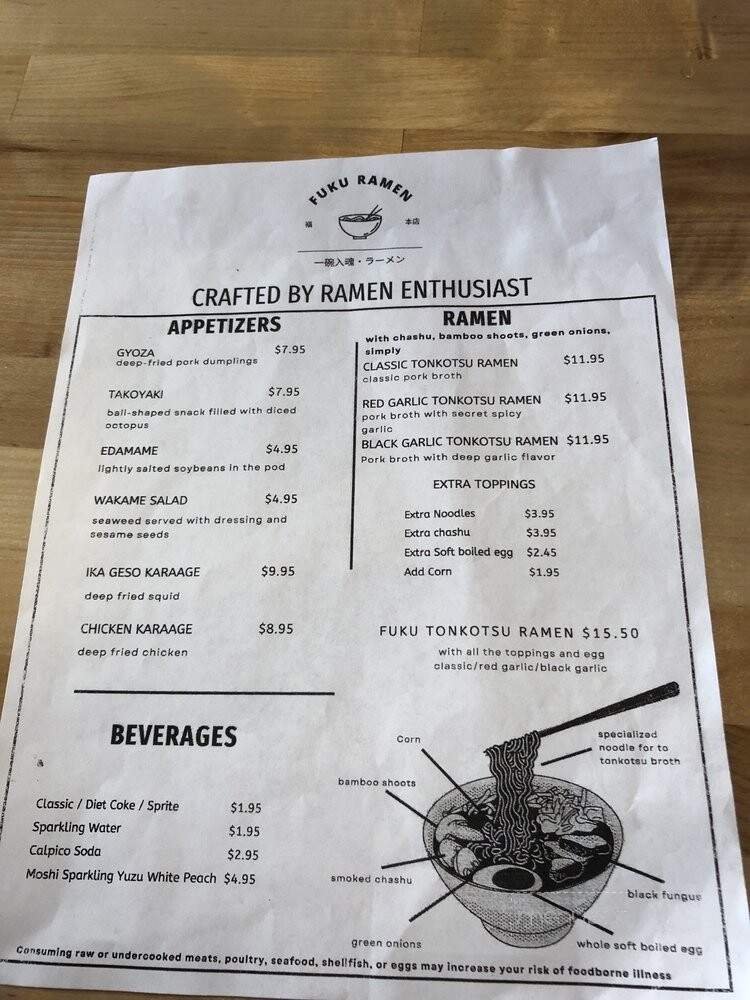 FUKU RAMEN
福 本店
一碗入魂・ラーメン
CRAFTED BY RAMEN ENTHUSIAST
APPETIZERS
GYOZA $7.95
deep-fried pork dumplings
TAKOYAKI $7.95
ball-shaped snack filled with diced
octopus
EDAMAME $4.95
lightly salted soybeans in the pod
WAKAME SALAD $4.95
seaweed served with dressing and
sesame seeds
IKA GESO KARAAGE $9.95
deep fried squid
CHICKEN KARAAGE $8.95
deep fried chicken
RAMEN
with chashu, bamboo shoots, green onions,
simply
CLASSIC TONKOTSU RAMEN $11.95
classic pork broth
RED GARLIC TONKOTSU RAMEN $11.95
pork broth with secret spicy
garlic
BLACK GARLIC TONKOTSU RAMEN $11.95
Pork broth with deep garlic flavor
EXTRA TOPPINGS
Extra Noodles $3.95
Extra chashu $3.95
Extra Soft boiled egg $2.45
Add Corn $1.95
FUKU TONKOTSU RAMEN $15.50
with all the toppings and egg
classic/red garlic/black garlic
BEVERAGES
Classic / Diet Coke / Sprite $1.95
Sparkling Water $1.95
Calpico Soda $2.95
Moshi Sparkling Yuzu White Peach $4.95
Corn
specialized
noodle for to
tonkotsu broth
bamboo shoots
smoked chashu
black fungus
green onions
whole soft boiled egg
Consuming raw or undercooked meats, poultry, seafood, shellfish, or eggs may increase your risk of foodborne illness